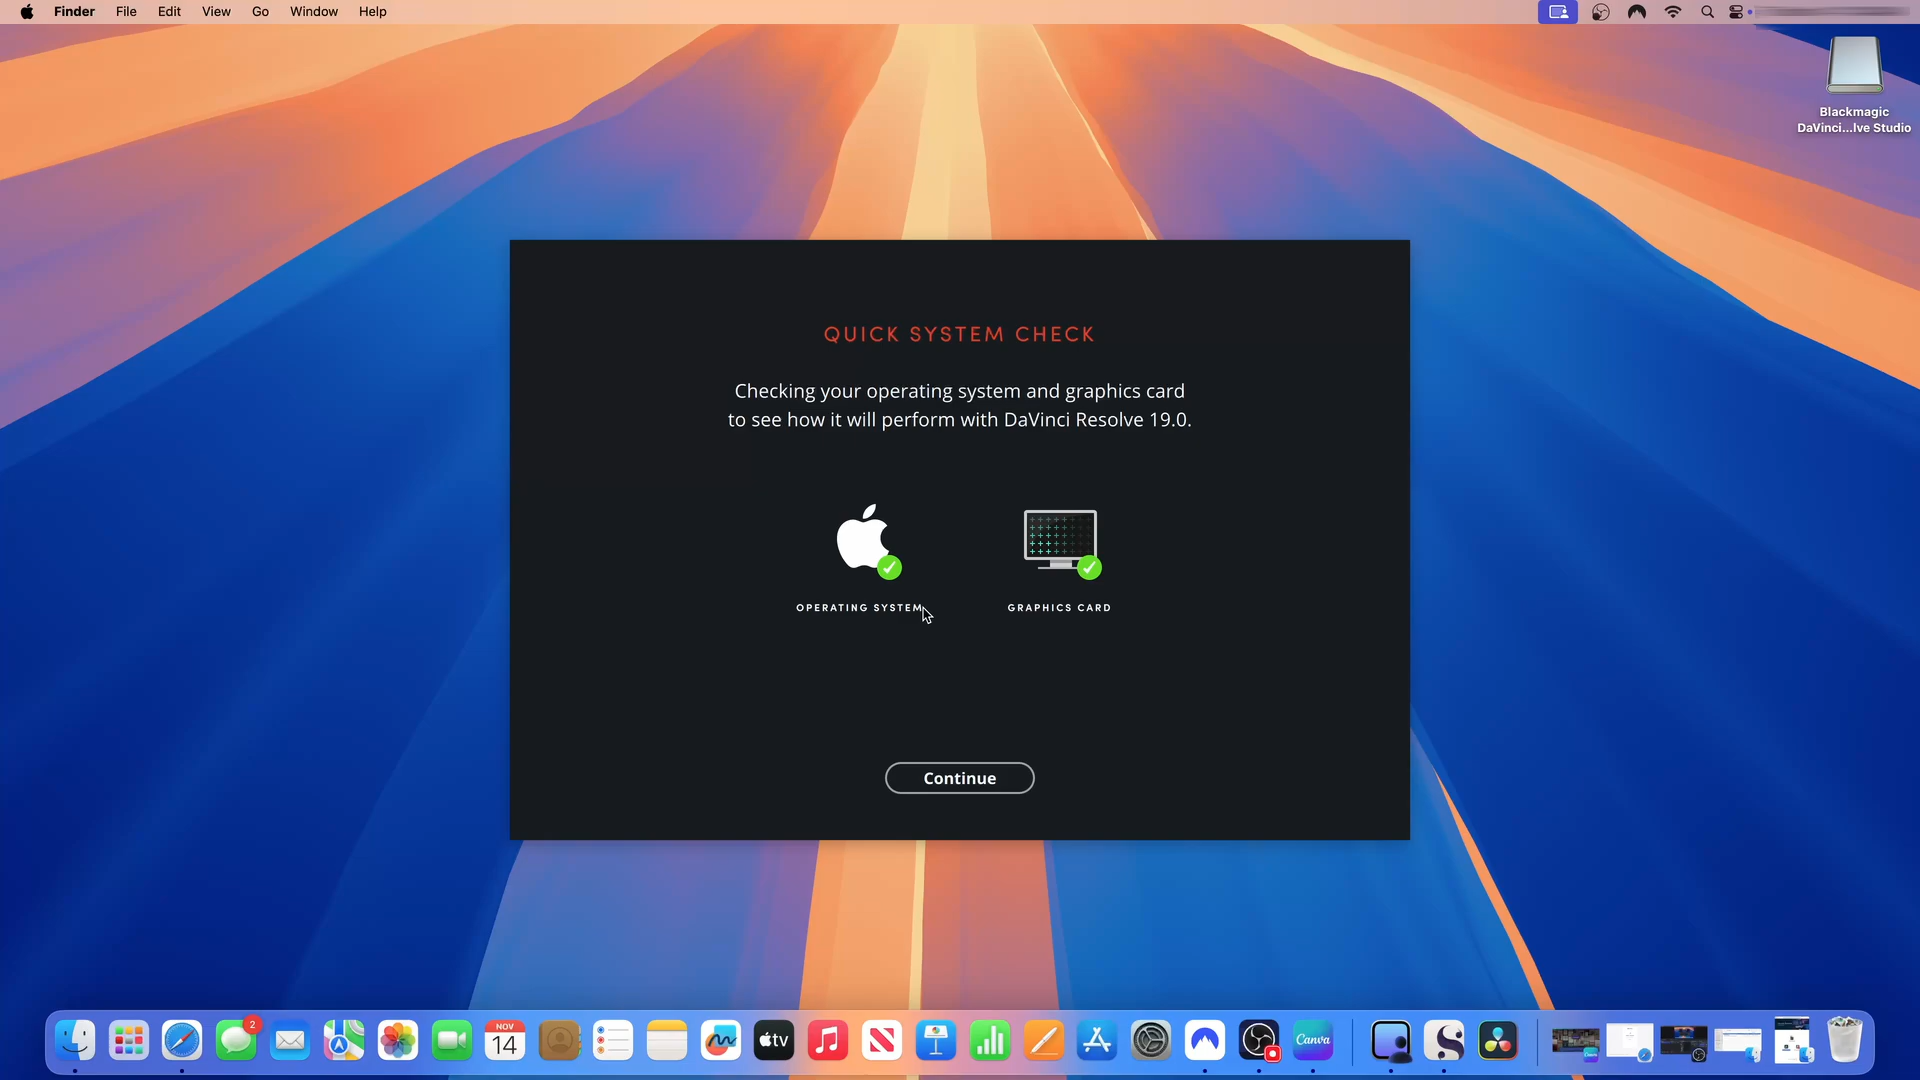 Finder File Edit View Go Window Help
Blackmagic
DaVinci...lve Studio
QUICK SYSTEM CHECK
Checking your operating system and graphics card
to see how it will perform with DaVinci Resolve 19.0.
OPERATING SYSTEM
GRAPHICS CARD
Continue
2
NOV
14
tv
Canva